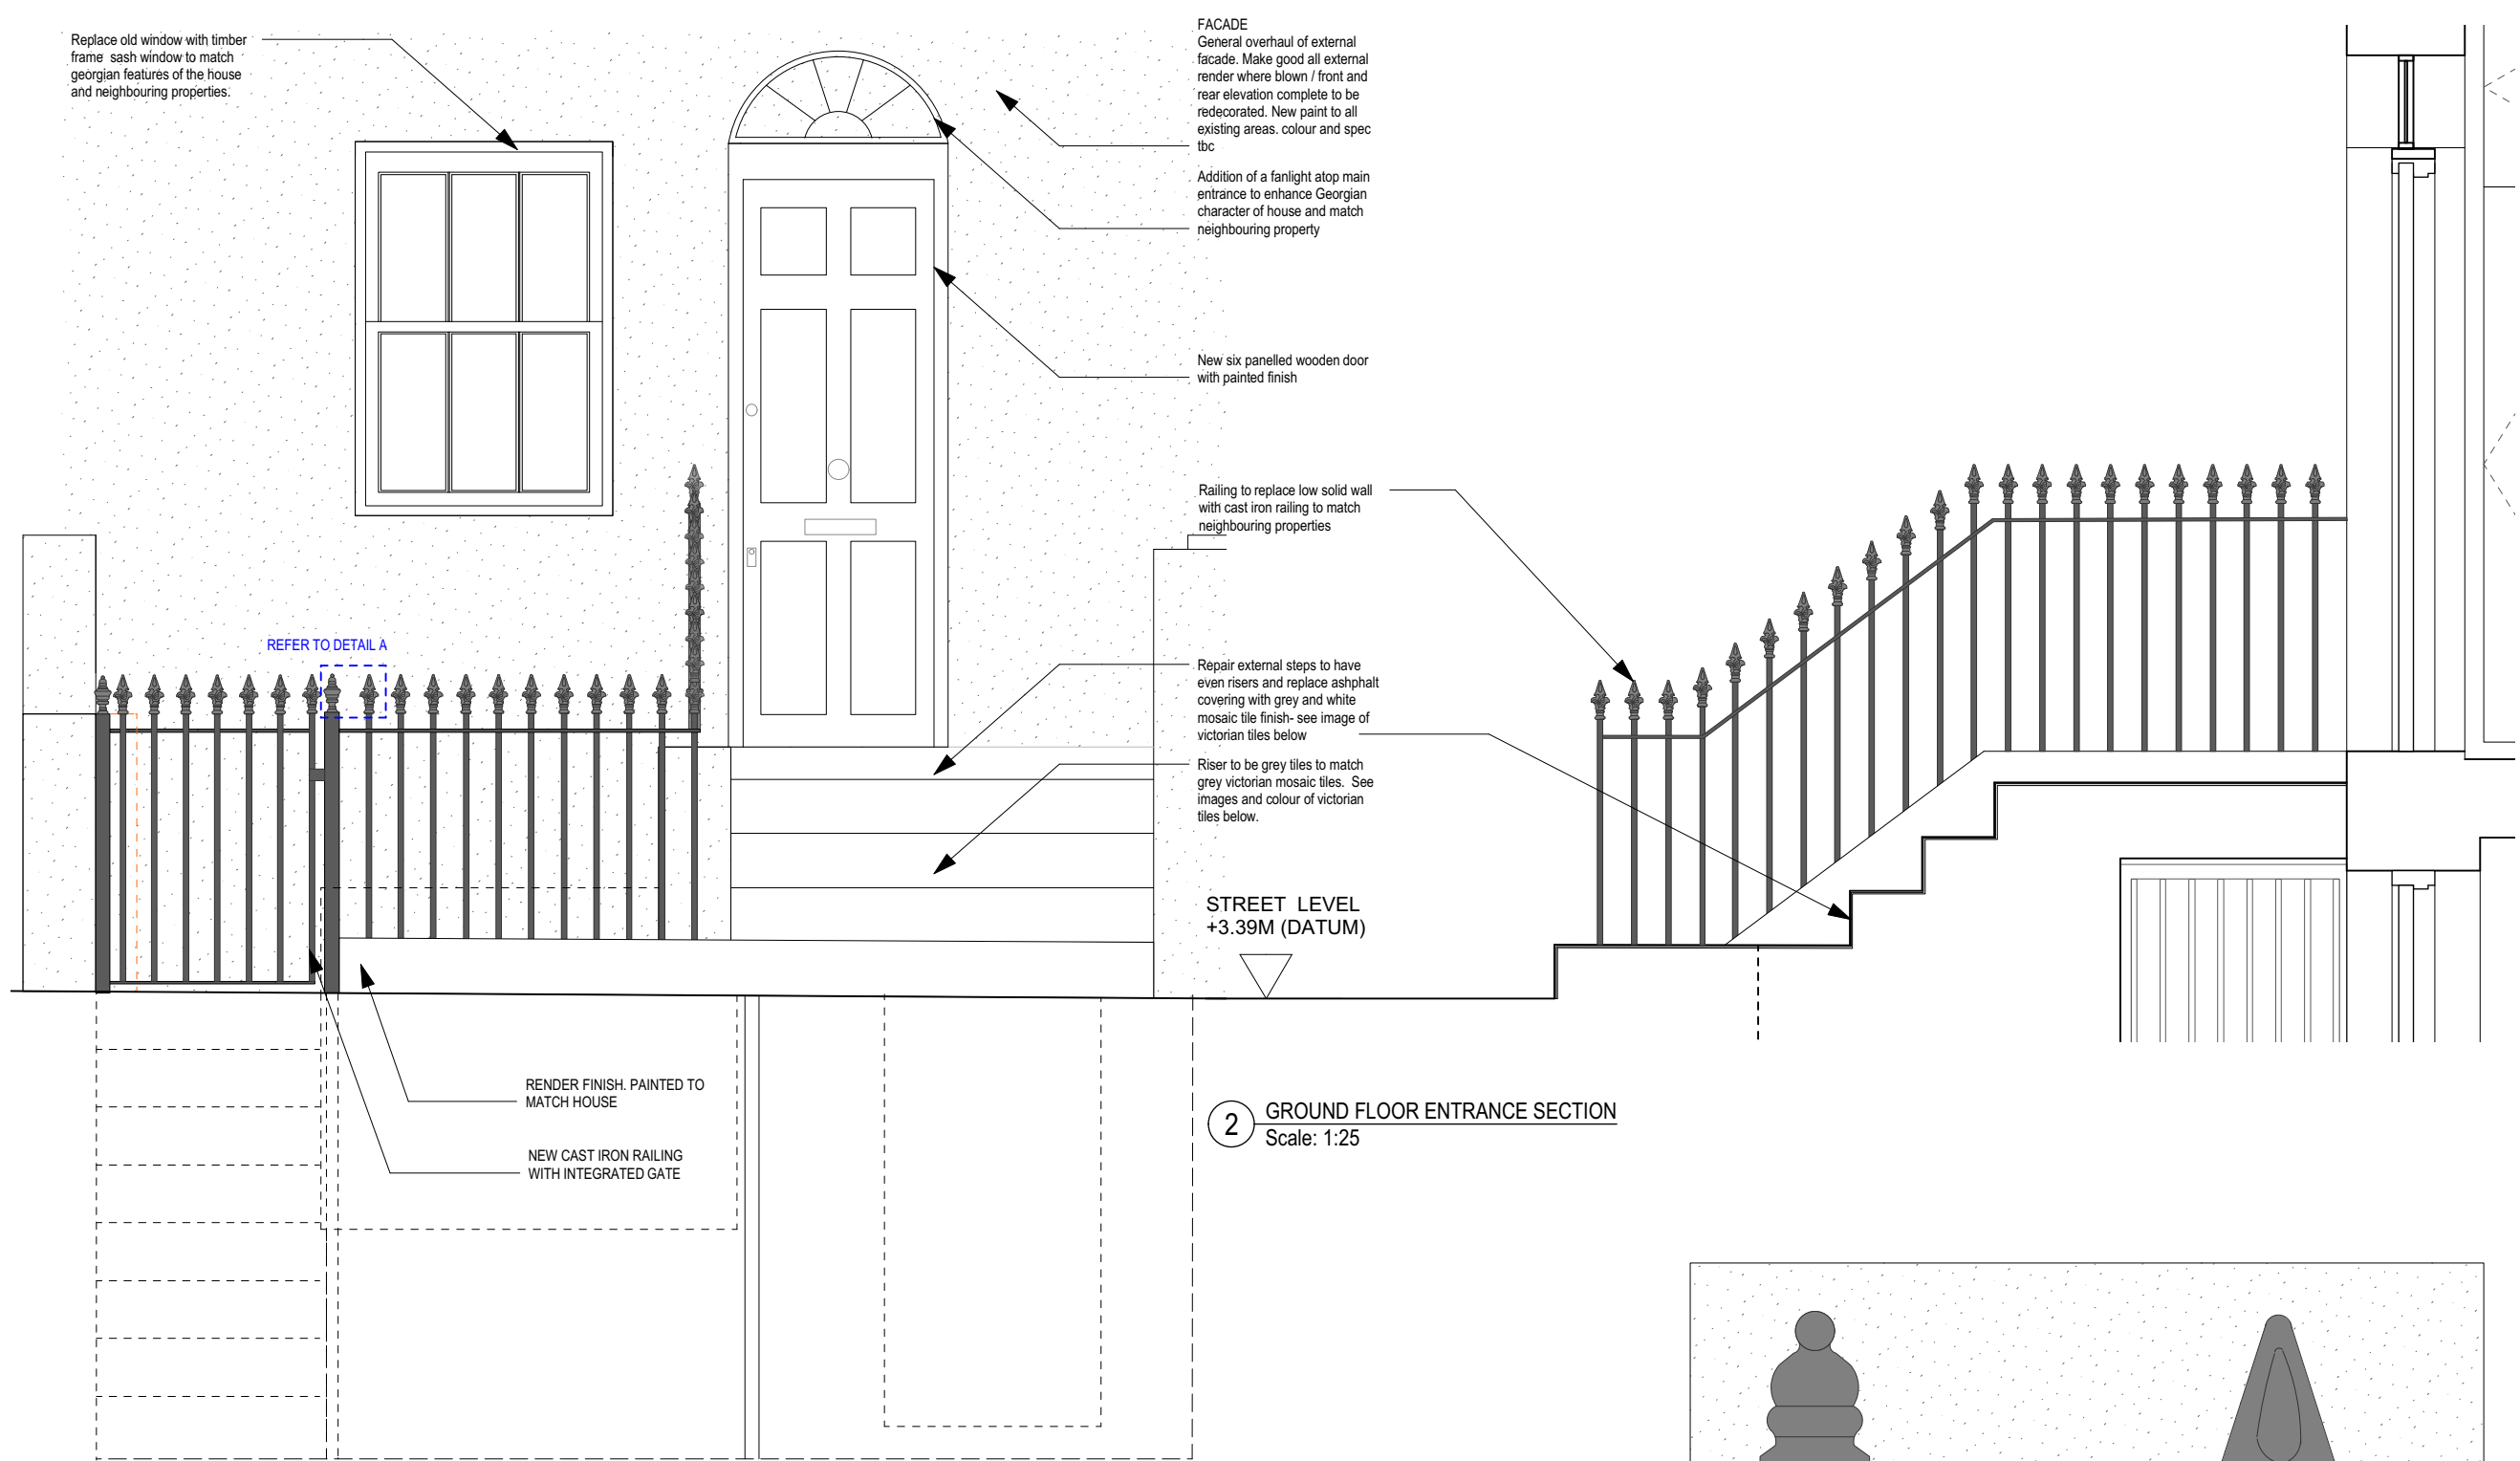 Replace old window with timber
frame sash window to match
georgian features of the house
and neighbouring properties.
FACADE
General overhaul of external
facade. Make good all external
render where blown / front and
rear elevation complete to be
redecorated. New paint to all
existing areas. colour and spec
tbc
Addition of a fanlight atop main
entrance to enhance Georgian
character of house and match
neighbouring property
New six panelled wooden door
with painted finish
Railing to replace low solid wall
with cast iron railing to match
neighbouring properties
REFER TO DETAIL A
Repair external steps to have
even risers and replace ashphalt
covering with grey and white
mosaic tile finish- see image of
victorian tiles below
Riser to be grey tiles to match
grey victorian mosaic tiles. See
images and colour of victorian
tiles below.
STREET LEVEL
+3.39M (DATUM)
RENDER FINISH. PAINTED TO
MATCH HOUSE
NEW CAST IRON RAILING
WITH INTEGRATED GATE
2
GROUND FLOOR ENTRANCE SECTION
Scale: 1:25